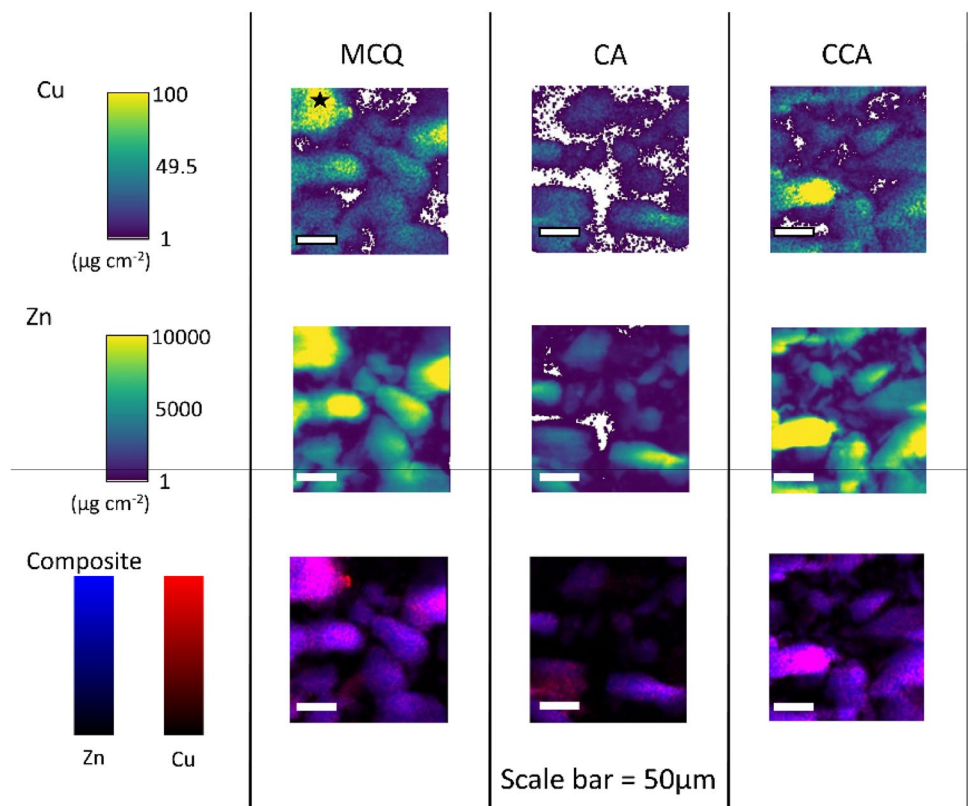 MCQ CA CCA
Cu
100
49.5
1
(µg cm⁻²)
Zn
10000
5000
1
(µg cm⁻²)
Composite
Zn Cu
Scale bar = 50µm